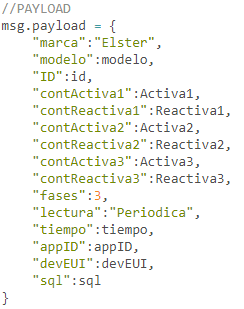 //PAYLOAD
msg.payload = {
"marca":"Elster",
"modelo":modelo,
"ID":id,
"contActiva1":Activa1,
"contReactiva1":Reactiva1,
"contActiva2":Activa2,
"contReactiva2":Reactiva2,
"contActiva3":Activa3,
"contReactiva3":Reactiva3,
"fases":3,
"lectura":"Periodica",
"tiempo":tiempo,
"appID":appID,
"devEUI":devEUI,
"sql":sql
}